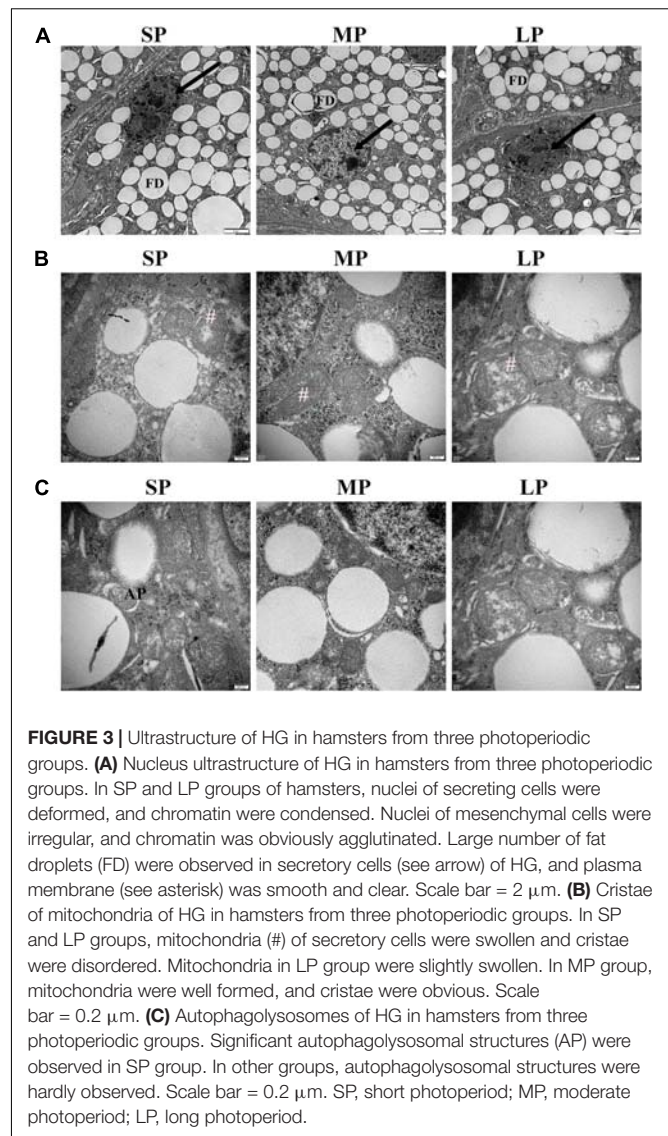 A SP MP LP
FD FD FD
B SP MP LP
# # #
C SP MP LP
AP
FIGURE 3 | Ultrastructure of HG in hamsters from three photoperiodic
groups. (A) Nucleus ultrastructure of HG in hamsters from three photoperiodic
groups. In SP and LP groups of hamsters, nuclei of secreting cells were
deformed, and chromatin were condensed. Nuclei of mesenchymal cells were
irregular, and chromatin was obviously agglutinated. Large number of fat
droplets (FD) were observed in secretory cells (see arrow) of HG, and plasma
membrane (see asterisk) was smooth and clear. Scale bar = 2 μm. (B) Cristae
of mitochondria of HG in hamsters from three photoperiodic groups. In SP
and LP groups, mitochondria (#) of secretory cells were swollen and cristae
were disordered. Mitochondria in LP group were slightly swollen. In MP group,
mitochondria were well formed, and cristae were obvious. Scale
bar = 0.2 μm. (C) Autophagolysosomes of HG in hamsters from three
photoperiodic groups. Significant autophagolysosomal structures (AP) were
observed in SP group. In other groups, autophagolysosomal structures were
hardly observed. Scale bar = 0.2 μm. SP, short photoperiod; MP, moderate
photoperiod; LP, long photoperiod.